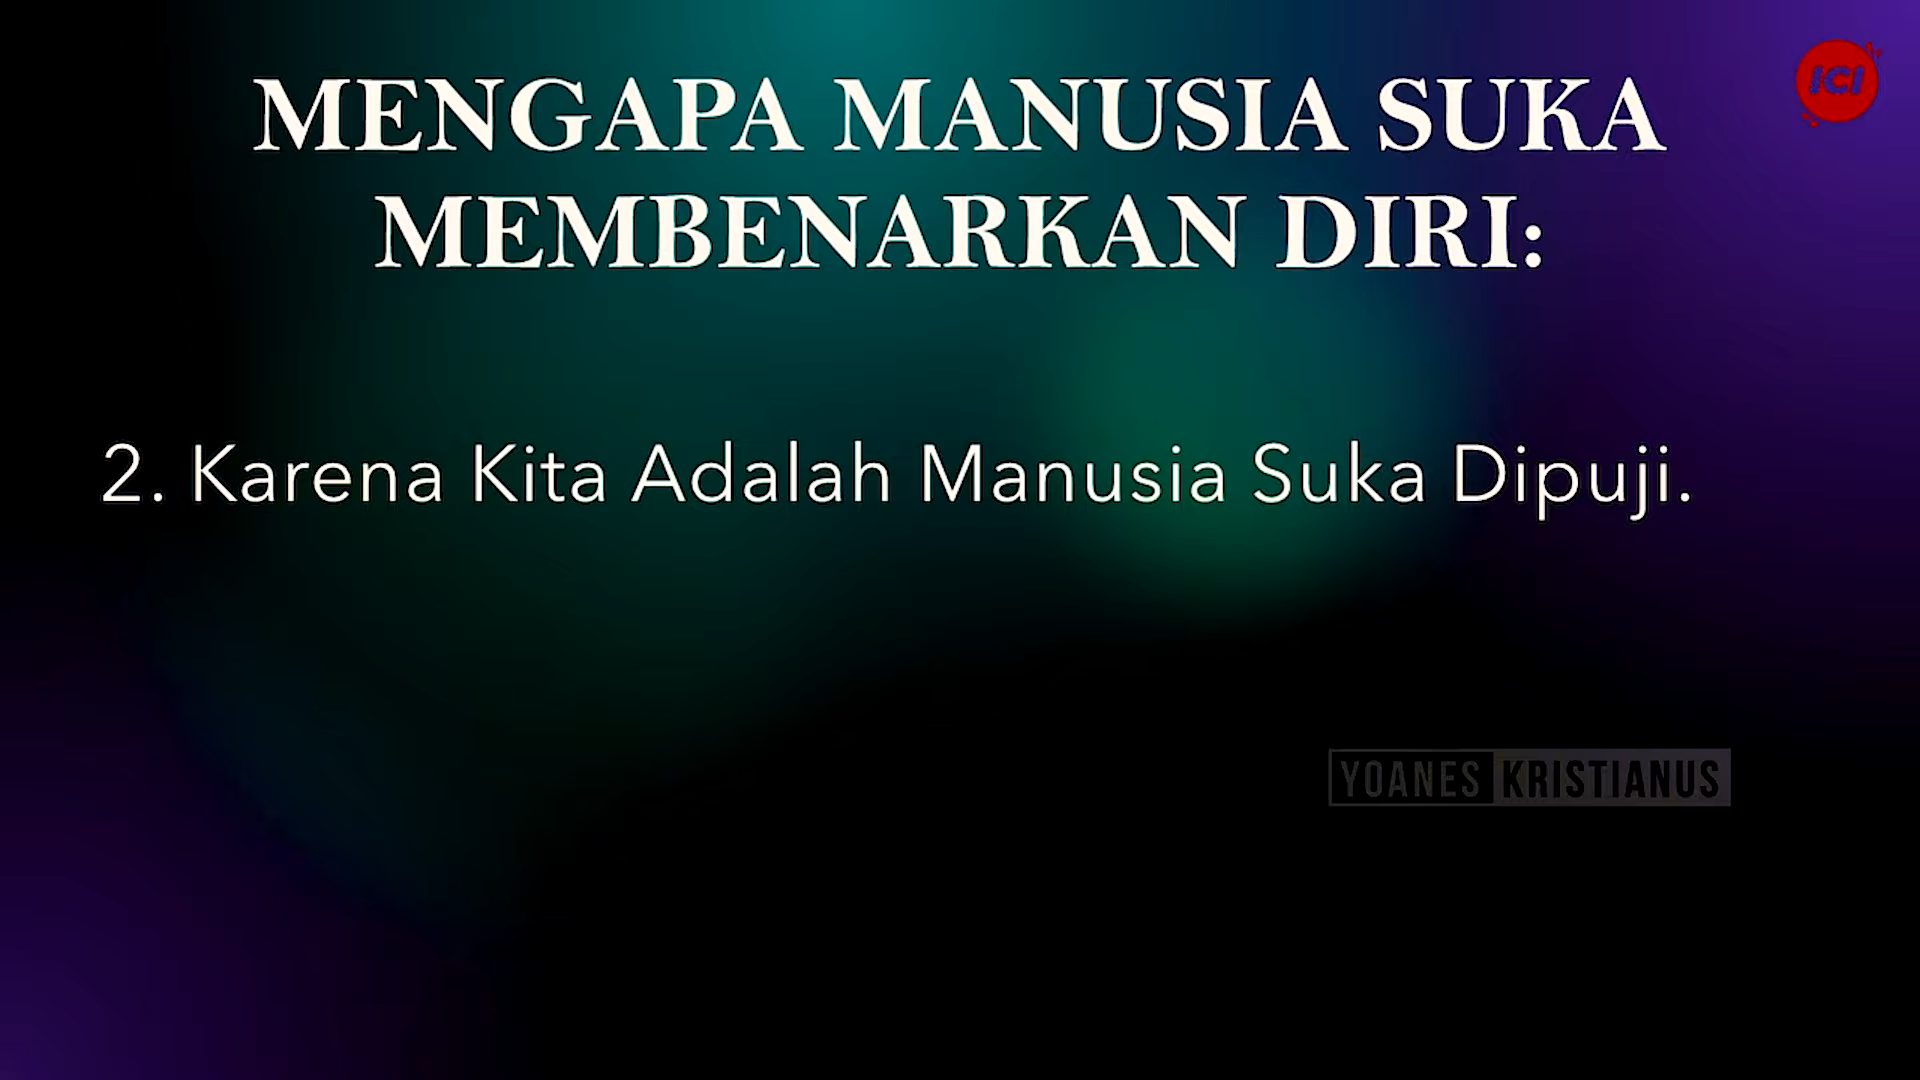 ICI
MENGAPA MANUSIA SUKA
MEMBENARKAN DIRI:
2. Karena Kita Adalah Manusia Suka Dipuji.
YOANES KRISTIANUS